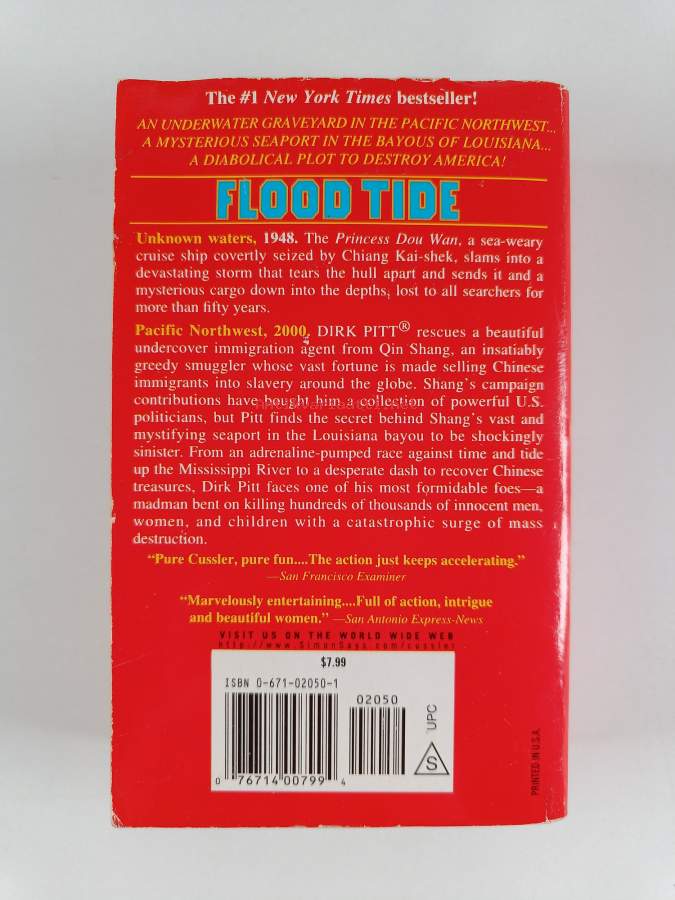 The #1 New York Times bestseller!
AN UNDERWATER GRAVEYARD IN THE PACIFIC NORTHWEST...
A MYSTERIOUS SEAPORT IN THE BAYOUS OF LOUISIANA...
A DIABOLICAL PLOT TO DESTROY AMERICA!
FLOOD TIDE
Unknown waters, 1948. The Princess Dou Wan, a sea-weary
cruise ship covertly seized by Chiang Kai-shek, slams into a
devastating storm that tears the hull apart and sends it and a
mysterious cargo down into the depths, lost to all searchers for
more than fifty years.
Pacific Northwest, 2000. DIRK PITT® rescues a beautiful
undercover immigration agent from Qin Shang, an insatiably
greedy smuggler whose vast fortune is made selling Chinese
immigrants into slavery around the globe. Shang's campaign
contributions have bought him a collection of powerful U.S.
politicians, but Pitt finds the secret behind Shang's vast and
mystifying seaport in the Louisiana bayou to be shockingly
sinister. From an adrenaline-pumped race against time and tide
up the Mississippi River to a desperate dash to recover Chinese
treasures, Dirk Pitt faces one of his most formidable foes—a
madman bent on killing hundreds of thousands of innocent men,
women, and children with a catastrophic surge of mass
destruction.
"Pure Cussler, pure fun....The action just keeps accelerating."
—San Francisco Examiner
"Marvelously entertaining....Full of action, intrigue
and beautiful women." —San Antonio Express-News
VISIT US ON THE WORLD WIDE WEB
http://www.SimonSays.com/cussler
$7.99
ISBN 0-671-02050-1
02050
0 76714 00799 4
UPC
S
PRINTED IN U.S.A.